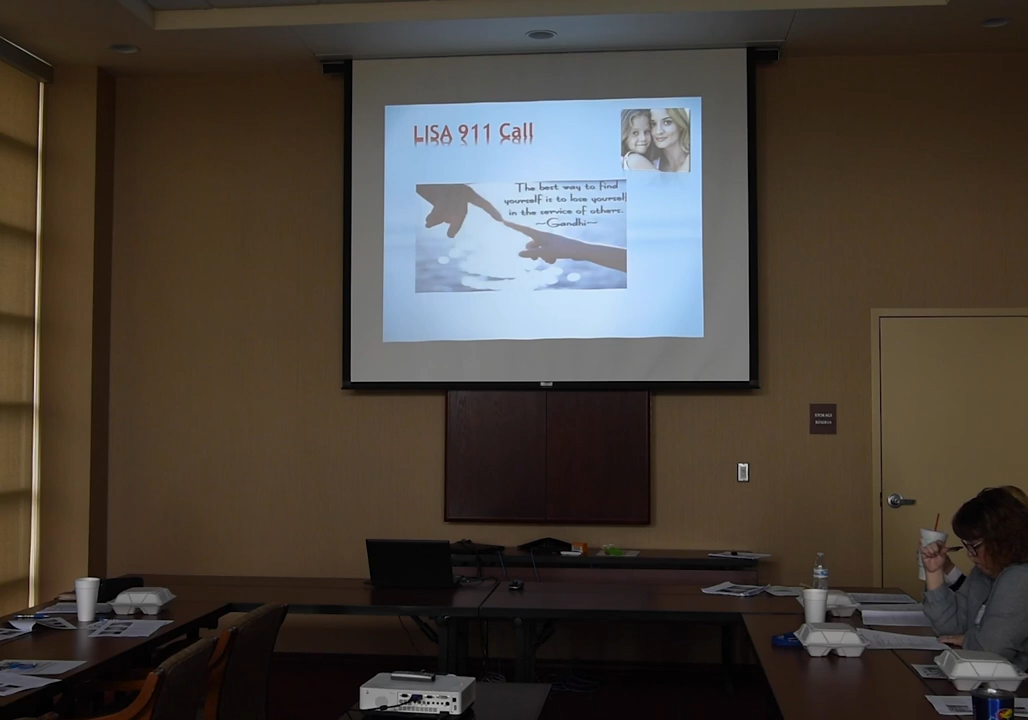 LISA 911 Call
The best way to find
yourself is to lose yourself
in the service of others.
~Gandhi~